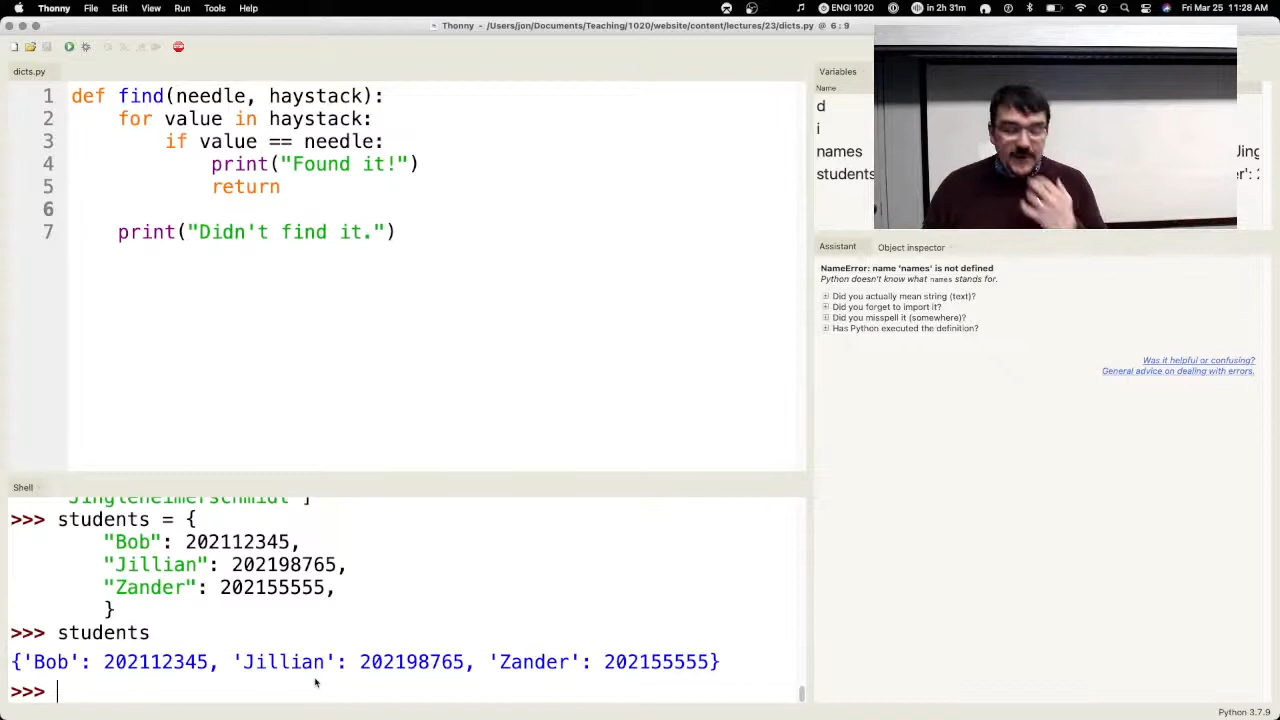 Thonny File Edit View Run Tools Help
ENGI 1020
Fri Mar 25 11:28 AM
Thonny - /Users/jon/Documents/Teaching/1020/website/content/lectures/23/dicts.py @ 6 : 9
dicts.py
1 def find(needle, haystack):
2 for value in haystack:
3 if value == needle:
4 print("Found it!")
5 return
6
7 print("Didn't find it.")
Shell
Jingleheimerschmidt']
>>> students = {
"Bob": 202112345,
"Jillian": 202198765,
"Zander": 202155555,
}
>>> students
{'Bob': 202112345, 'Jillian': 202198765, 'Zander': 202155555}
>>>
Variables
Name
d
i
names
students
Assistant
Object inspector
NameError: name 'names' is not defined
Python doesn't know what names stands for.
Did you actually mean string (text)?
Did you forget to import it?
Did you misspell it (somewhere)?
Has Python executed the definition?
Was it helpful or confusing?
General advice on dealing with errors.
Python 3.7.9